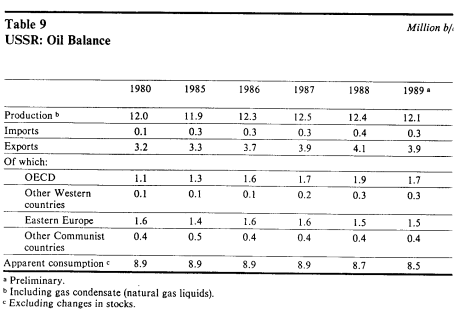 Table 9
USSR: Oil Balance
Million b/
1980 1985 1986 1987 1988 1989 a
Production b 12.0 11.9 12.3 12.5 12.4 12.1
Imports 0.1 0.3 0.3 0.3 0.4 0.3
Exports 3.2 3.3 3.7 3.9 4.1 3.9
Of which:
OECD 1.1 1.3 1.6 1.7 1.9 1.7
Other Western
countries 0.1 0.1 0.1 0.2 0.3 0.3
Eastern Europe 1.6 1.4 1.6 1.6 1.5 1.5
Other Communist
countries 0.4 0.5 0.4 0.4 0.4 0.4
Apparent consumption c 8.9 8.9 8.9 8.9 8.7 8.5
a Preliminary.
b Including gas condensate (natural gas liquids).
c Excluding changes in stocks.